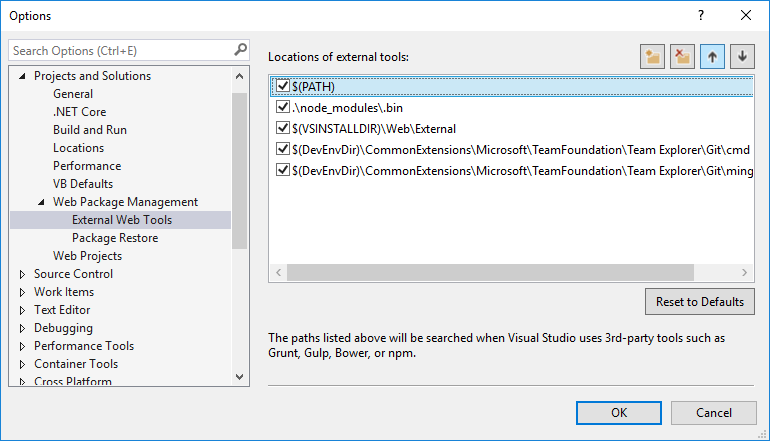 Options
Search Options (Ctrl+E)
Projects and Solutions
General
.NET Core
Build and Run
Locations
Performance
VB Defaults
Web Package Management
External Web Tools
Package Restore
Web Projects
Source Control
Work Items
Text Editor
Debugging
Performance Tools
Container Tools
Cross Platform
Locations of external tools:
$(PATH)
.\node_modules\.bin
$(VSINSTALLDIR)\Web\External
$(DevEnvDir)\CommonExtensions\Microsoft\TeamFoundation\Team Explorer\Git\cmd
$(DevEnvDir)\CommonExtensions\Microsoft\TeamFoundation\Team Explorer\Git\ming
Reset to Defaults
The paths listed above will be searched when Visual Studio uses 3rd-party tools such as
Grunt, Gulp, Bower, or npm.
OK
Cancel